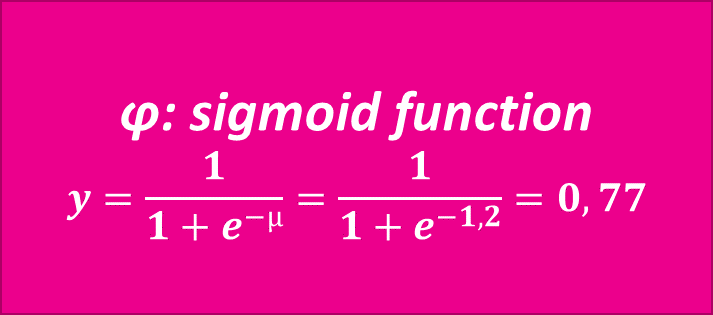 φ: sigmoid function
y = 1 / (1 + e^(−μ)) = 1 / (1 + e^(−1,2)) = 0,77